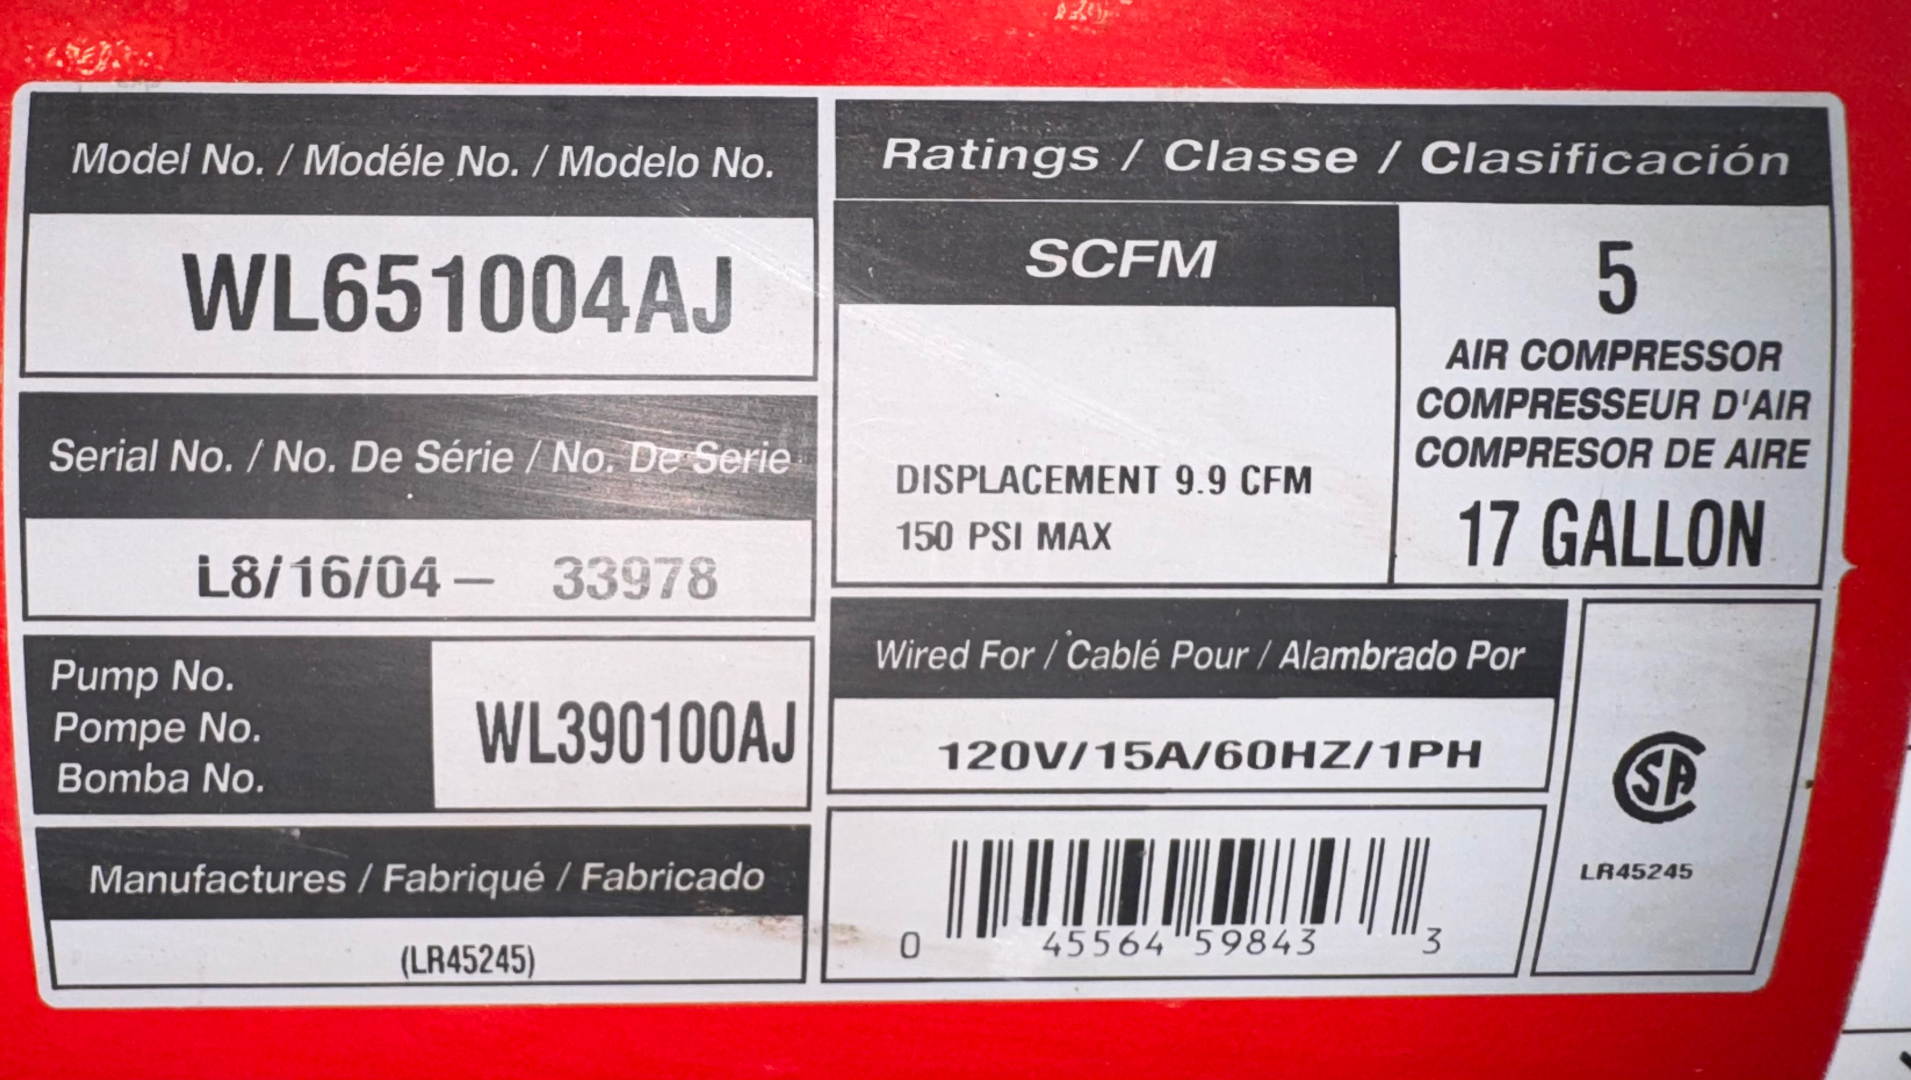 Model No. / Modéle No. / Modelo No.
WL651004AJ
Serial No. / No. De Série / No. De Serie
L8/16/04 – 33978
Pump No.
Pompe No.
Bomba No.
WL390100AJ
Manufactures / Fabriqué / Fabricado
(LR45245)
Ratings / Classe / Clasificación
SCFM
DISPLACEMENT 9.9 CFM
150 PSI MAX
5
AIR COMPRESSOR
COMPRESSEUR D'AIR
COMPRESOR DE AIRE
17 GALLON
Wired For / Cablé Pour / Alambrado Por
120V/15A/60HZ/1PH
0 45564 59843 3
SA
LR45245